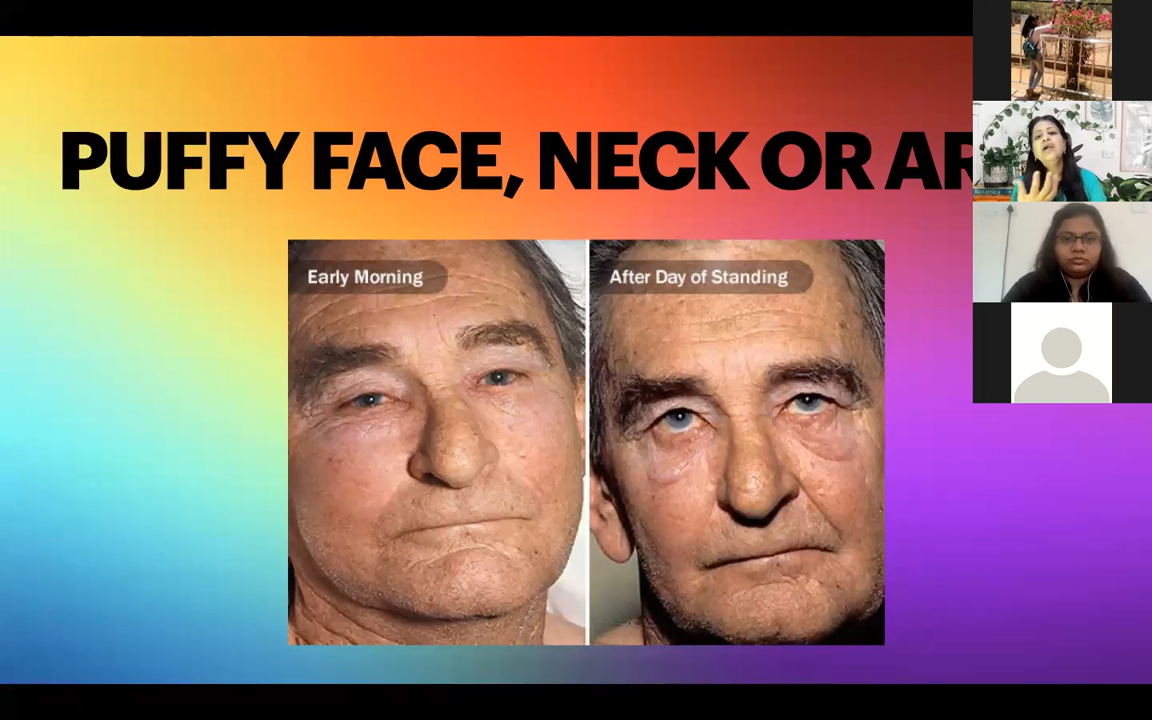 PUFFY FACE, NECK OR AR
Early Morning
After Day of Standing